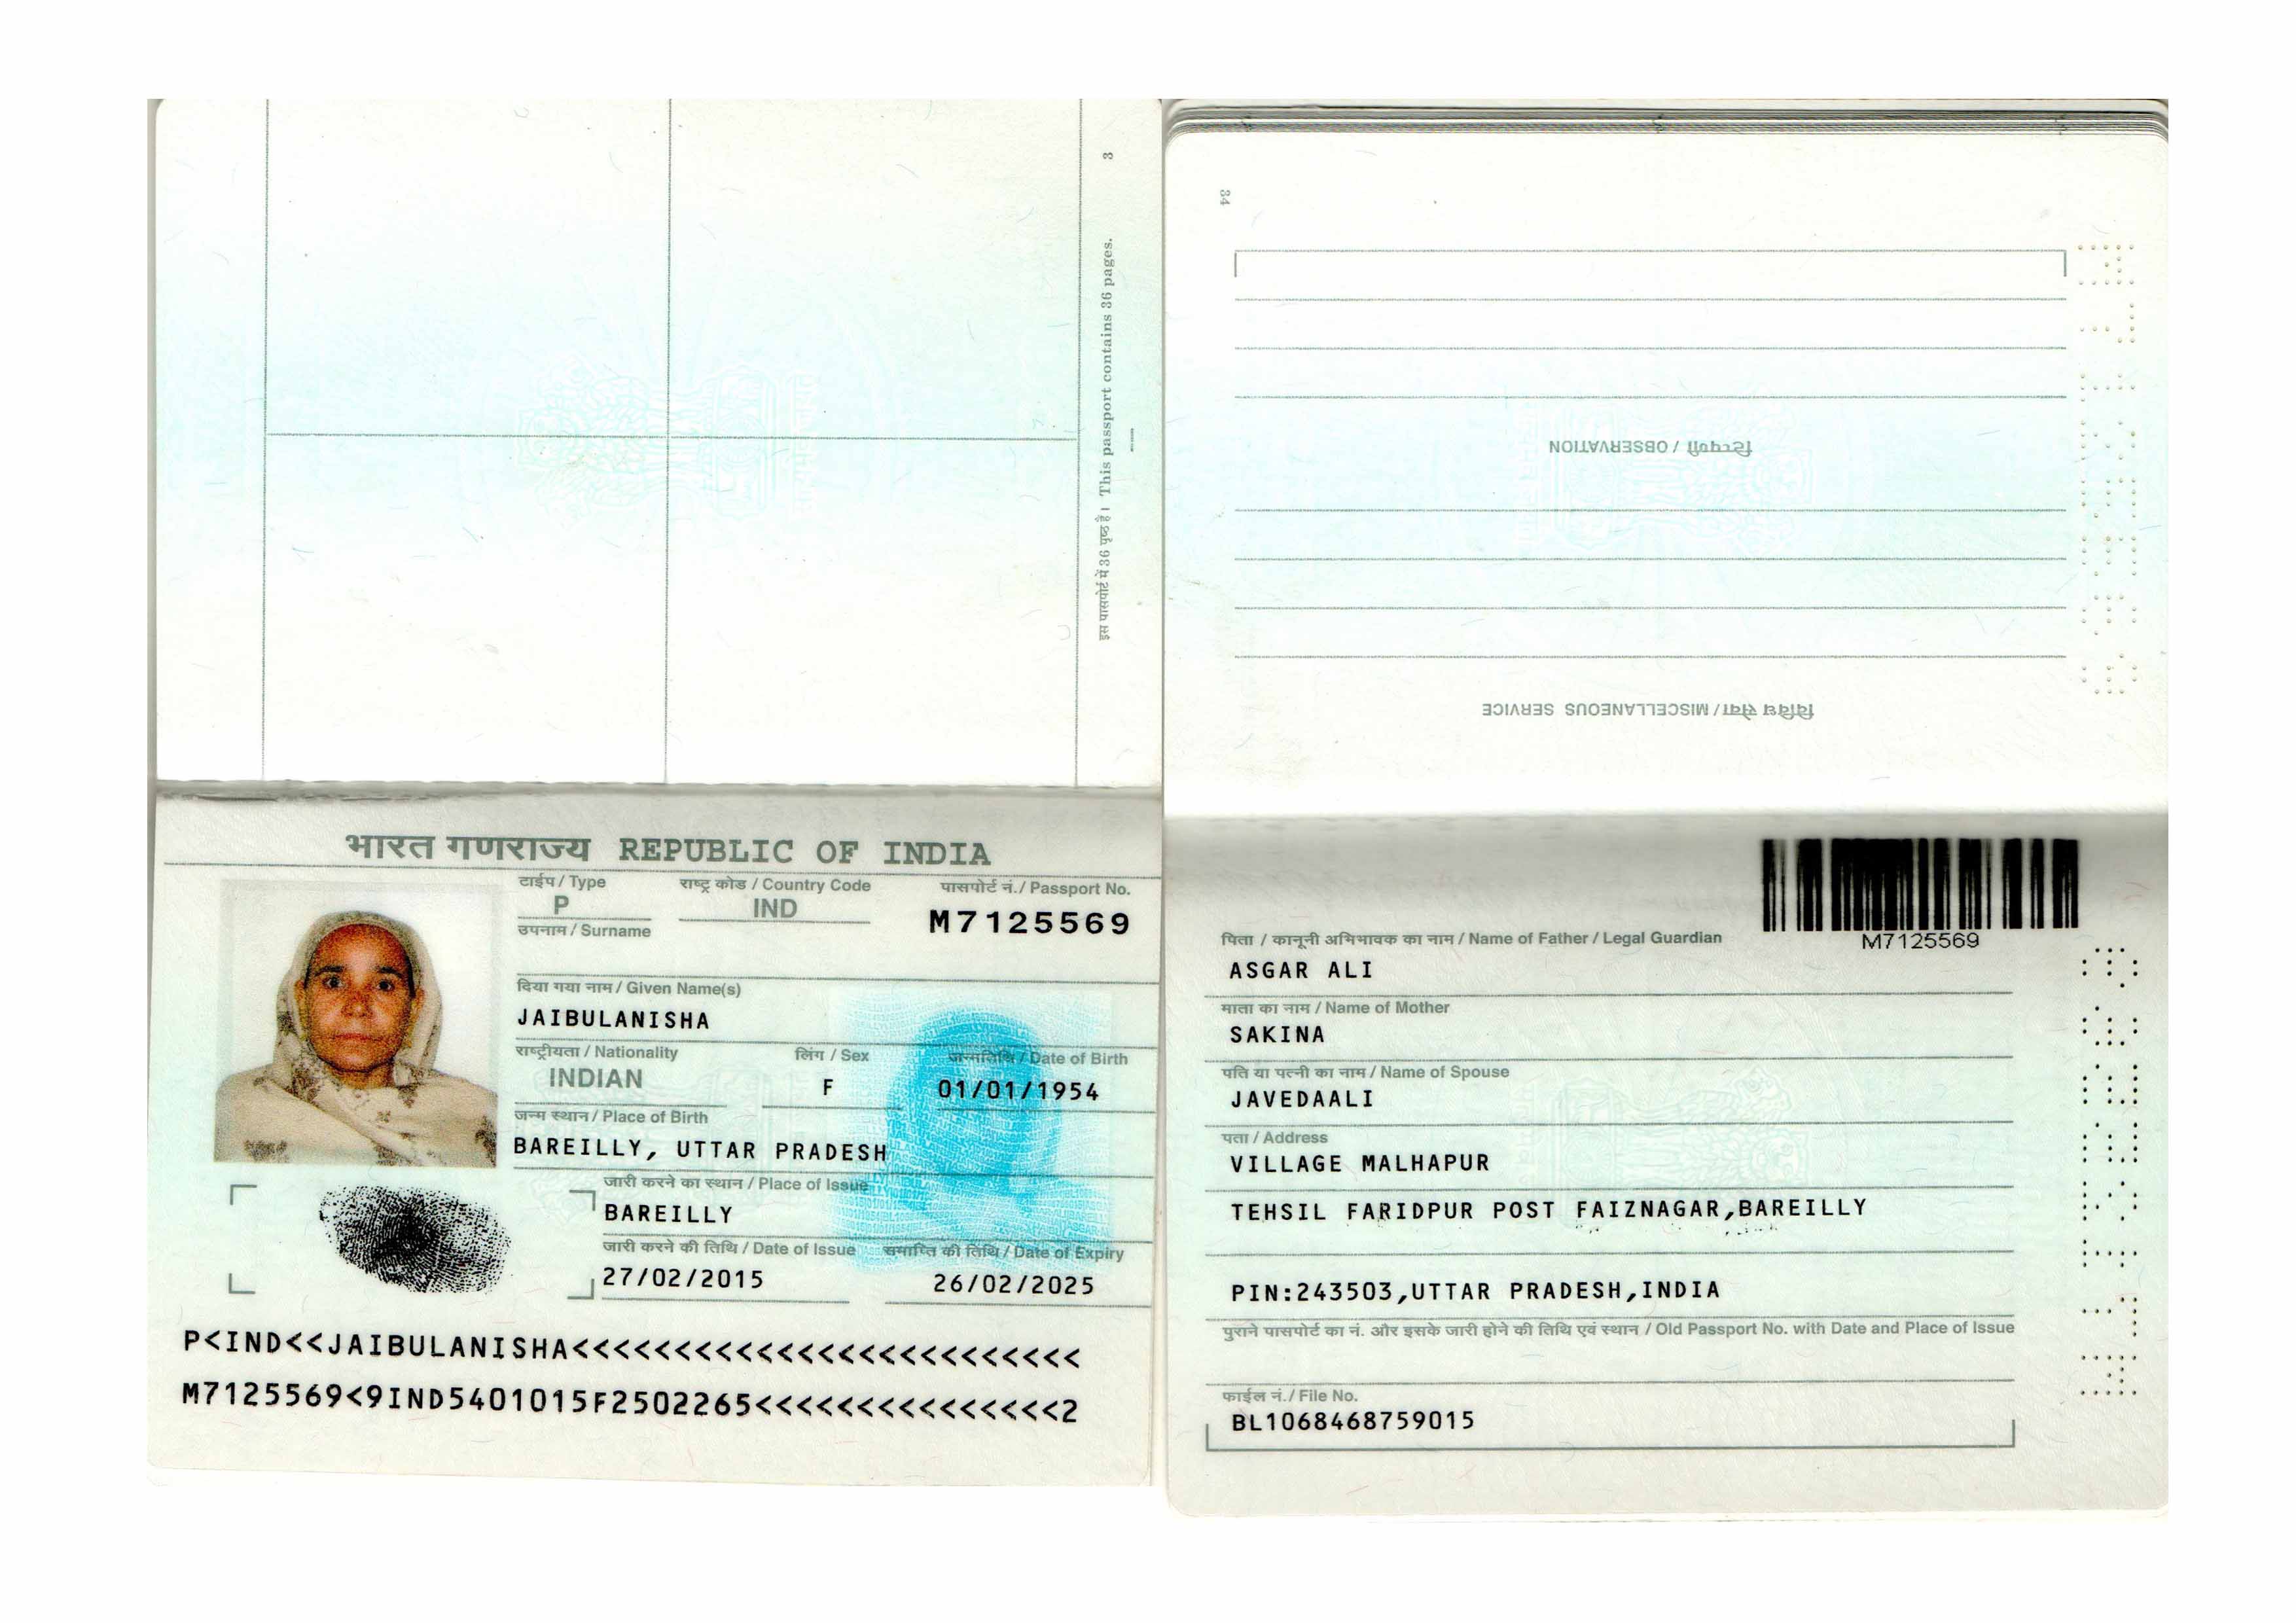 3
इस पासपोर्ट में 36 पृष्ठ हैं। This passport contains 36 pages.
भारत गणराज्य REPUBLIC OF INDIA
टाईप / Type
राष्ट्र कोड / Country Code
पासपोर्ट नं. / Passport No.
P
IND
M7125569
उपनाम / Surname
दिया गया नाम / Given Name(s)
JAIBULANISHA
राष्ट्रीयता / Nationality
लिंग / Sex
जन्मतिथि / Date of Birth
INDIAN
F
01/01/1954
जन्म स्थान / Place of Birth
BAREILLY, UTTAR PRADESH
जारी करने का स्थान / Place of Issue
BAREILLY
जारी करने की तिथि / Date of Issue
समाप्ति की तिथि / Date of Expiry
27/02/2015
26/02/2025
P<IND<<JAIBULANISHA<<<<<<<<<<<<<<<<<<<<<<<<<
M7125569<9IND5401015F2502265<<<<<<<<<<<<<<<2
34
टिप्पणी / OBSERVATION
विविध सेवा / MISCELLANEOUS SERVICE
M7125569
पिता / कानूनी अभिभावक का नाम / Name of Father / Legal Guardian
ASGAR ALI
माता का नाम / Name of Mother
SAKINA
पति या पत्नी का नाम / Name of Spouse
JAVEDAALI
पता / Address
VILLAGE MALHAPUR
TEHSIL FARIDPUR POST FAIZNAGAR,BAREILLY
PIN:243503,UTTAR PRADESH,INDIA
पुराने पासपोर्ट का नं. और इसके जारी होने की तिथि एवं स्थान / Old Passport No. with Date and Place of Issue
फाईल नं. / File No.
BL1068468759015